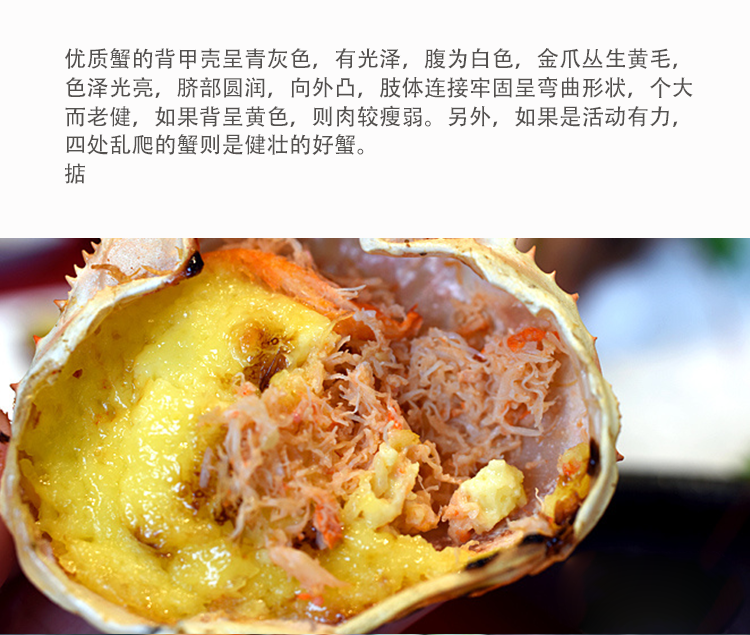 优质蟹的背甲壳呈青灰色，有光泽，腹为白色，金爪丛生黄毛，
色泽光亮，脐部圆润，向外凸，肢体连接牢固呈弯曲形状，个大
而老健，如果背呈黄色，则肉较瘦弱。另外，如果是活动有力，
四处乱爬的蟹则是健壮的好蟹。
掂